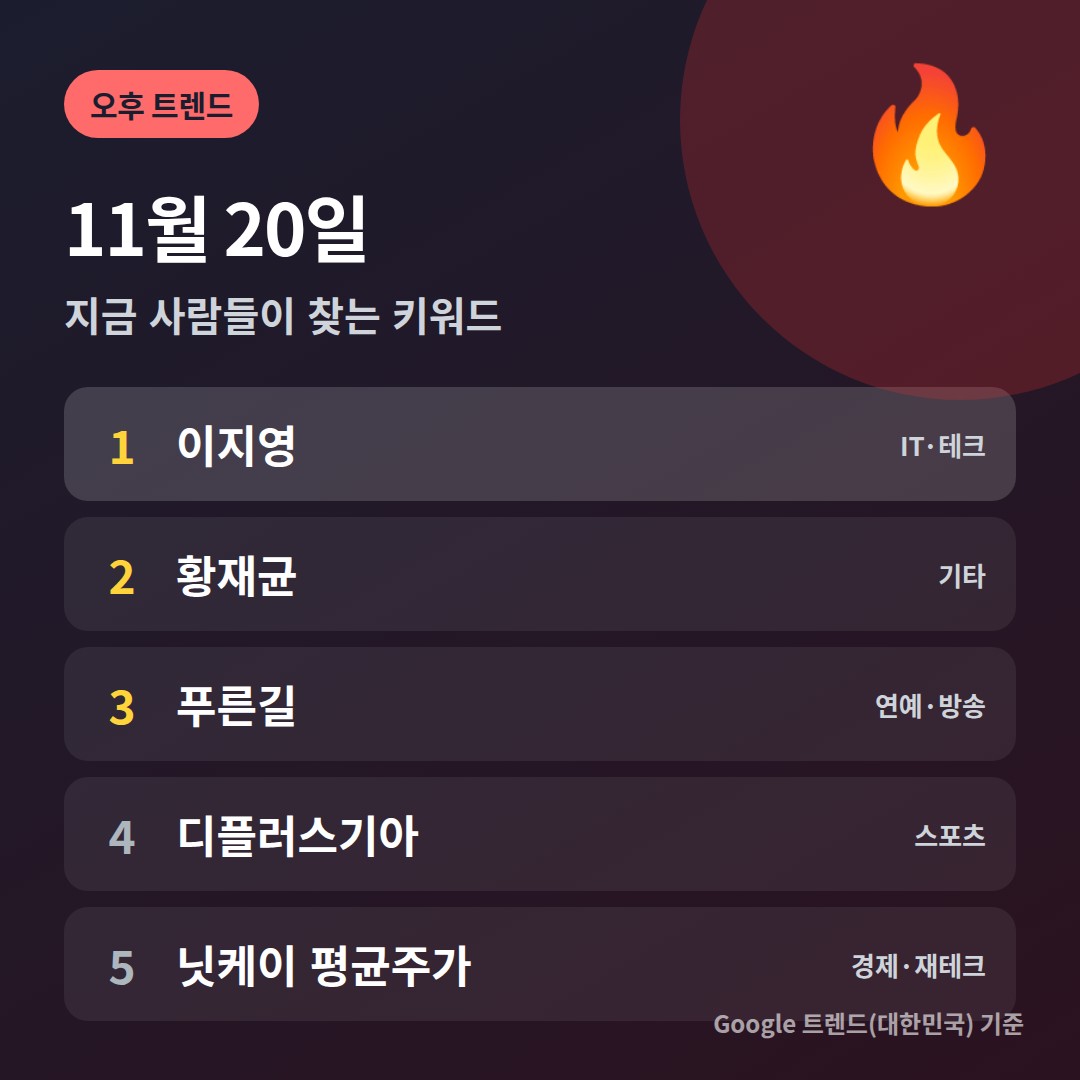 오후 트렌드
11월 20일
지금 사람들이 찾는 키워드
1 이지영 IT·테크
2 황재균 기타
3 푸른길 연예·방송
4 디플러스기아 스포츠
5 닛케이 평균주가 경제·재테크
Google 트렌드(대한민국) 기준